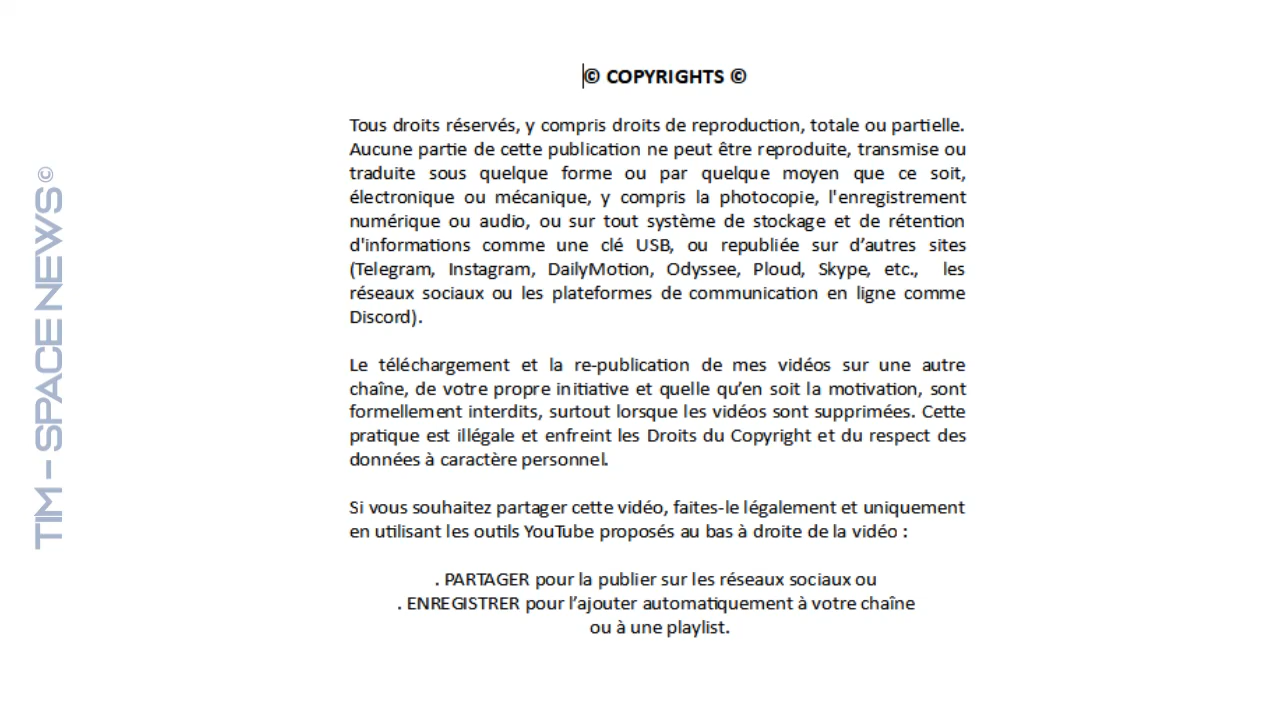 © COPYRIGHTS ©
Tous droits réservés, y compris droits de reproduction, totale ou partielle.
Aucune partie de cette publication ne peut être reproduite, transmise ou
traduite sous quelque forme ou par quelque moyen que ce soit,
électronique ou mécanique, y compris la photocopie, l'enregistrement
numérique ou audio, ou sur tout système de stockage et de rétention
d'informations comme une clé USB, ou republiée sur d’autres sites
(Telegram, Instagram, DailyMotion, Odyssee, Ploud, Skype, etc., les
réseaux sociaux ou les plateformes de communication en ligne comme
Discord).
Le téléchargement et la re-publication de mes vidéos sur une autre
chaîne, de votre propre initiative et quelle qu’en soit la motivation, sont
formellement interdits, surtout lorsque les vidéos sont supprimées. Cette
pratique est illégale et enfreint les Droits du Copyright et du respect des
données à caractère personnel.
Si vous souhaitez partager cette vidéo, faites-le légalement et uniquement
en utilisant les outils YouTube proposés au bas à droite de la vidéo :
. PARTAGER pour la publier sur les réseaux sociaux ou
. ENREGISTRER pour l’ajouter automatiquement à votre chaîne
ou à une playlist.
TIM – SPACE NEWS ©